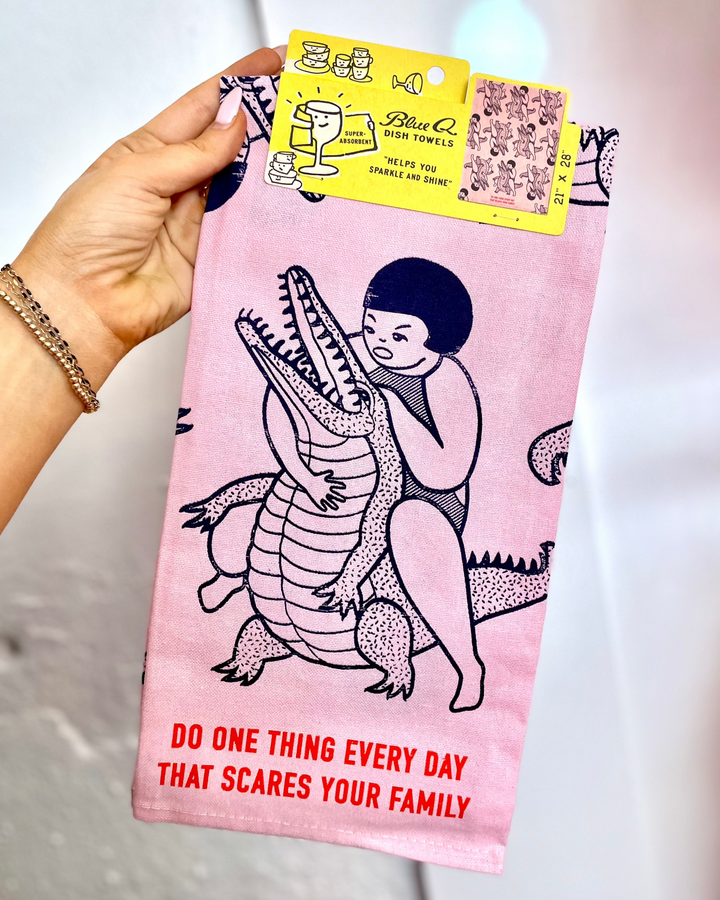 Blue Q
DISH TOWELS
SUPER-
ABSORBENT
"HELPS YOU
SPARKLE AND SHINE"
21" X 28"
DO ONE THING EVERY DAY
THAT SCARES YOUR FAMILY